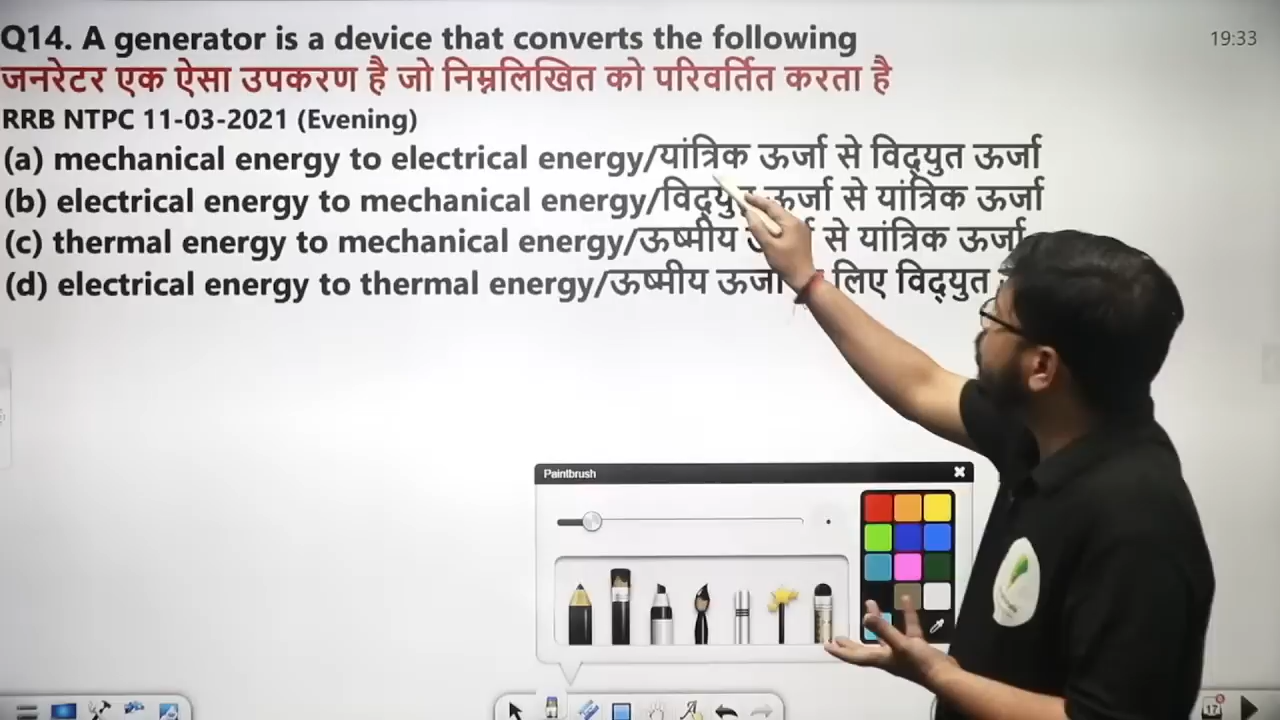 Q14. A generator is a device that converts the following
19:33
जनरेटर एक ऐसा उपकरण है जो निम्नलिखित को परिवर्तित करता है
RRB NTPC 11-03-2021 (Evening)
(a) mechanical energy to electrical energy/यांत्रिक ऊर्जा से विद्युत ऊर्जा
(b) electrical energy to mechanical energy/विद्युत ऊर्जा से यांत्रिक ऊर्जा
(c) thermal energy to mechanical energy/ऊष्मीय से यांत्रिक ऊर्जा
(d) electrical energy to thermal energy/ऊष्मीय ऊर्जा लिए विद्युत
Paintbrush
17